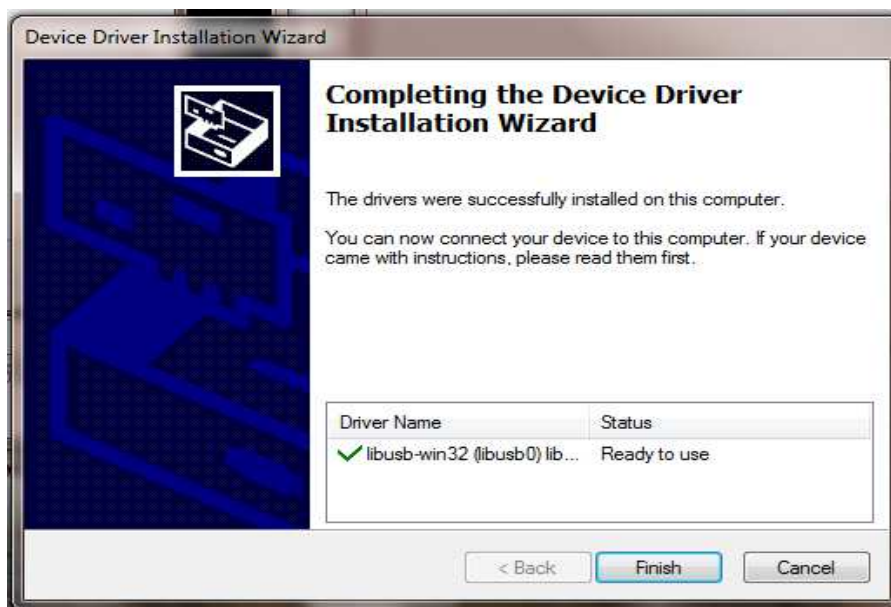 Device Driver Installation Wizard
Completing the Device Driver
Installation Wizard
The drivers were successfully installed on this computer.
You can now connect your device to this computer. If your device
came with instructions, please read them first.
Driver Name Status
libusb-win32 (libusb0) lib... Ready to use
< Back Finish Cancel